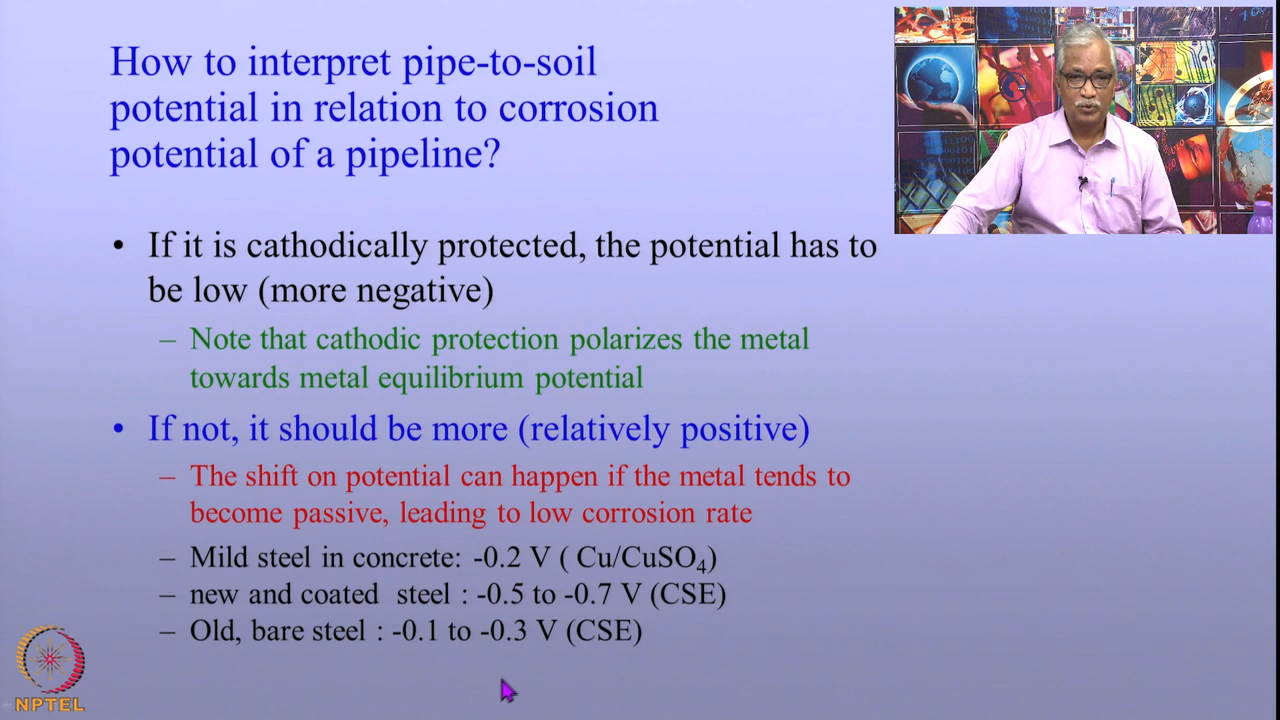 How to interpret pipe-to-soil
potential in relation to corrosion
potential of a pipeline?
• If it is cathodically protected, the potential has to
be low (more negative)
– Note that cathodic protection polarizes the metal
towards metal equilibrium potential
• If not, it should be more (relatively positive)
– The shift on potential can happen if the metal tends to
become passive, leading to low corrosion rate
– Mild steel in concrete: -0.2 V ( Cu/CuSO₄)
– new and coated steel : -0.5 to -0.7 V (CSE)
– Old, bare steel : -0.1 to -0.3 V (CSE)
NPTEL